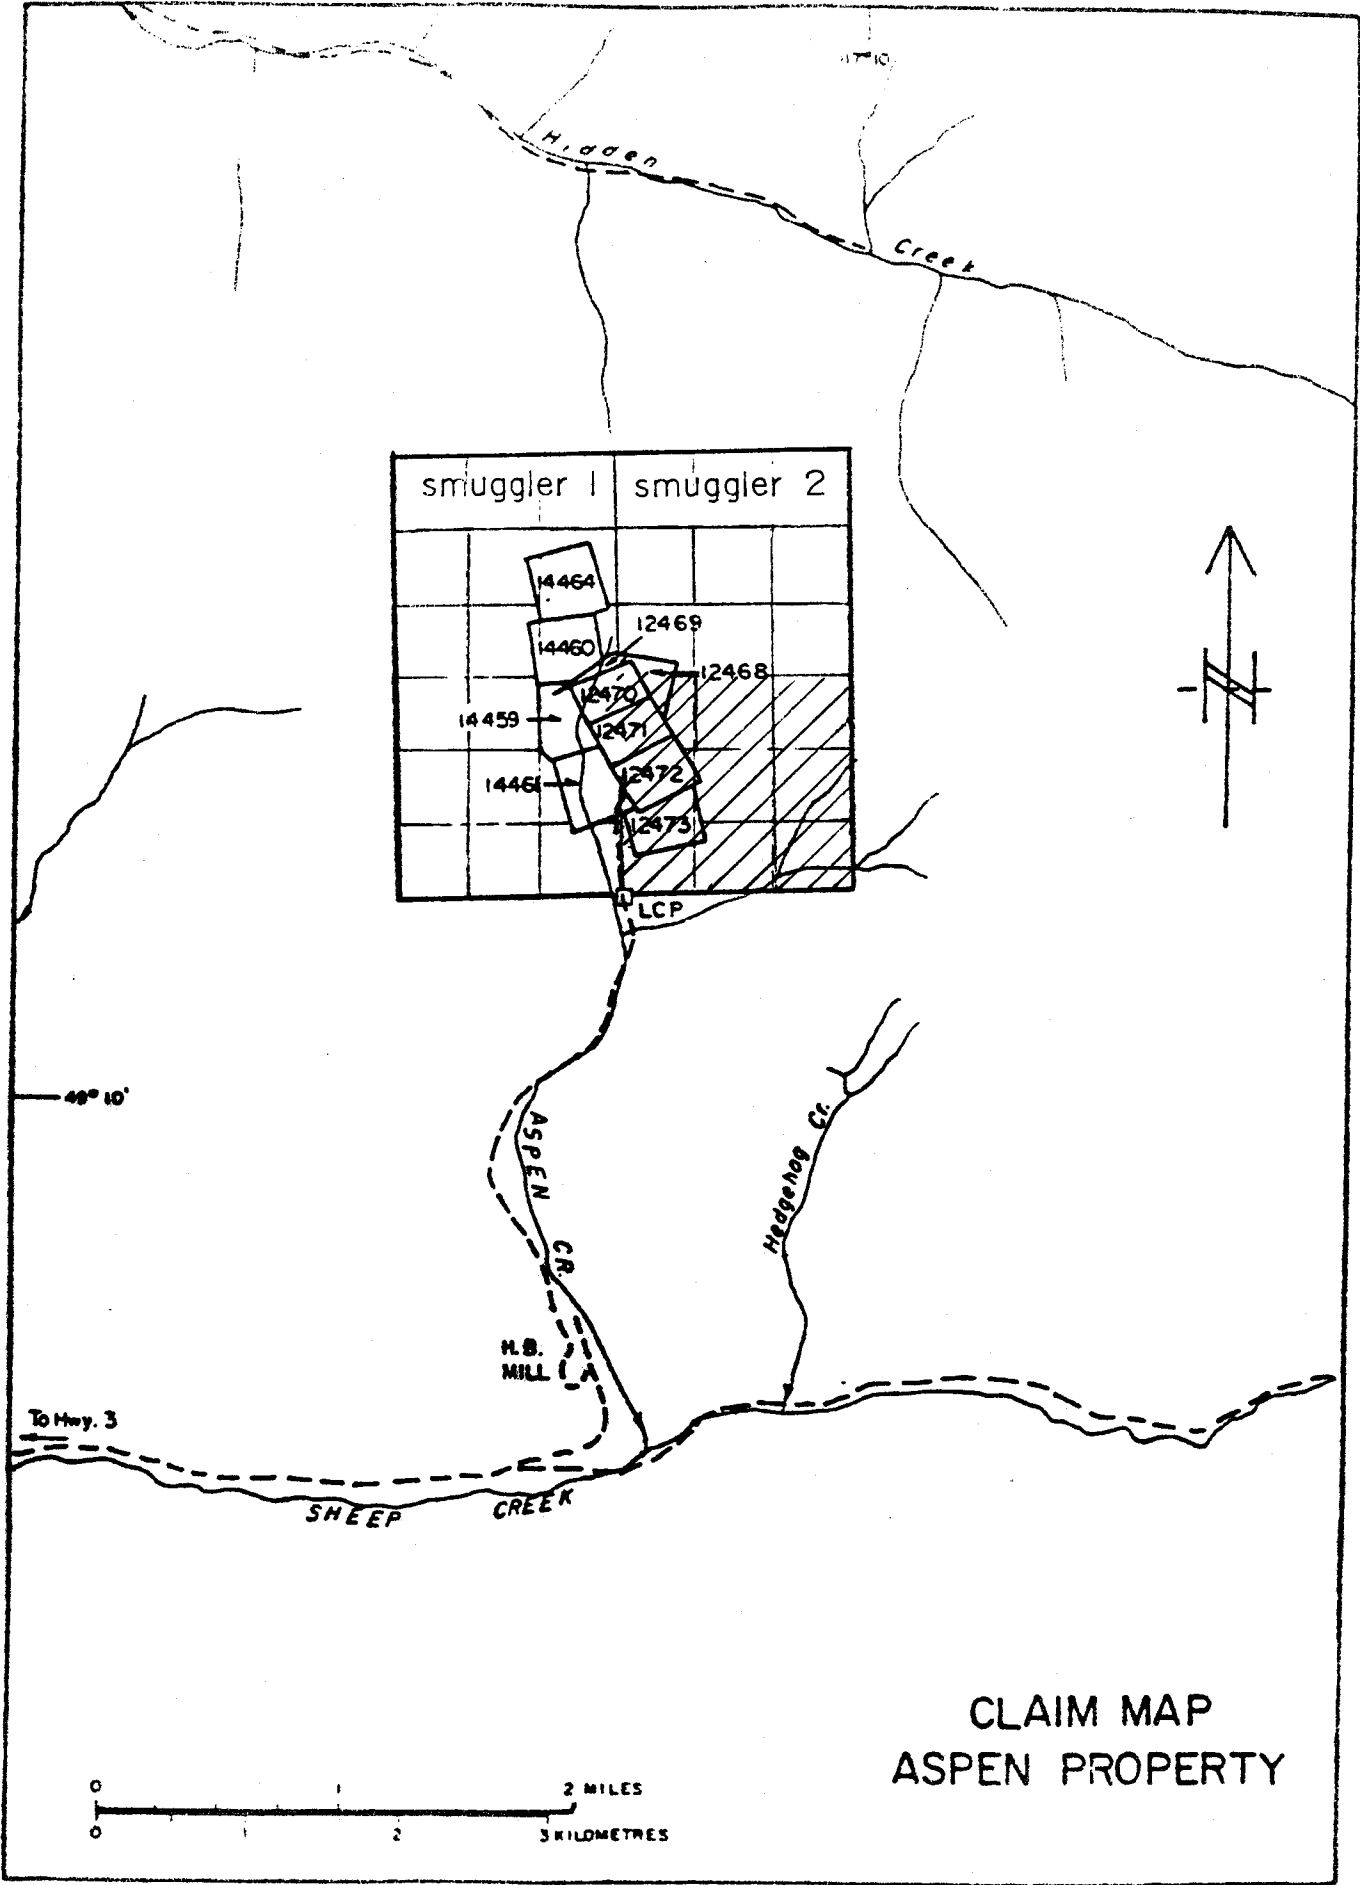 Hidden
Creek
smuggler 1
smuggler 2
14464
12469
14460
12468
12470
14459
12471
12472
12473
LCP
49° 10'
ASPEN
CR.
Hedgehog Cr.
H.B.
MILL
To Hwy. 3
SHEEP
CREEK
N
CLAIM MAP
ASPEN PROPERTY
0 1 2 MILES
0 1 2 3 KILOMETRES